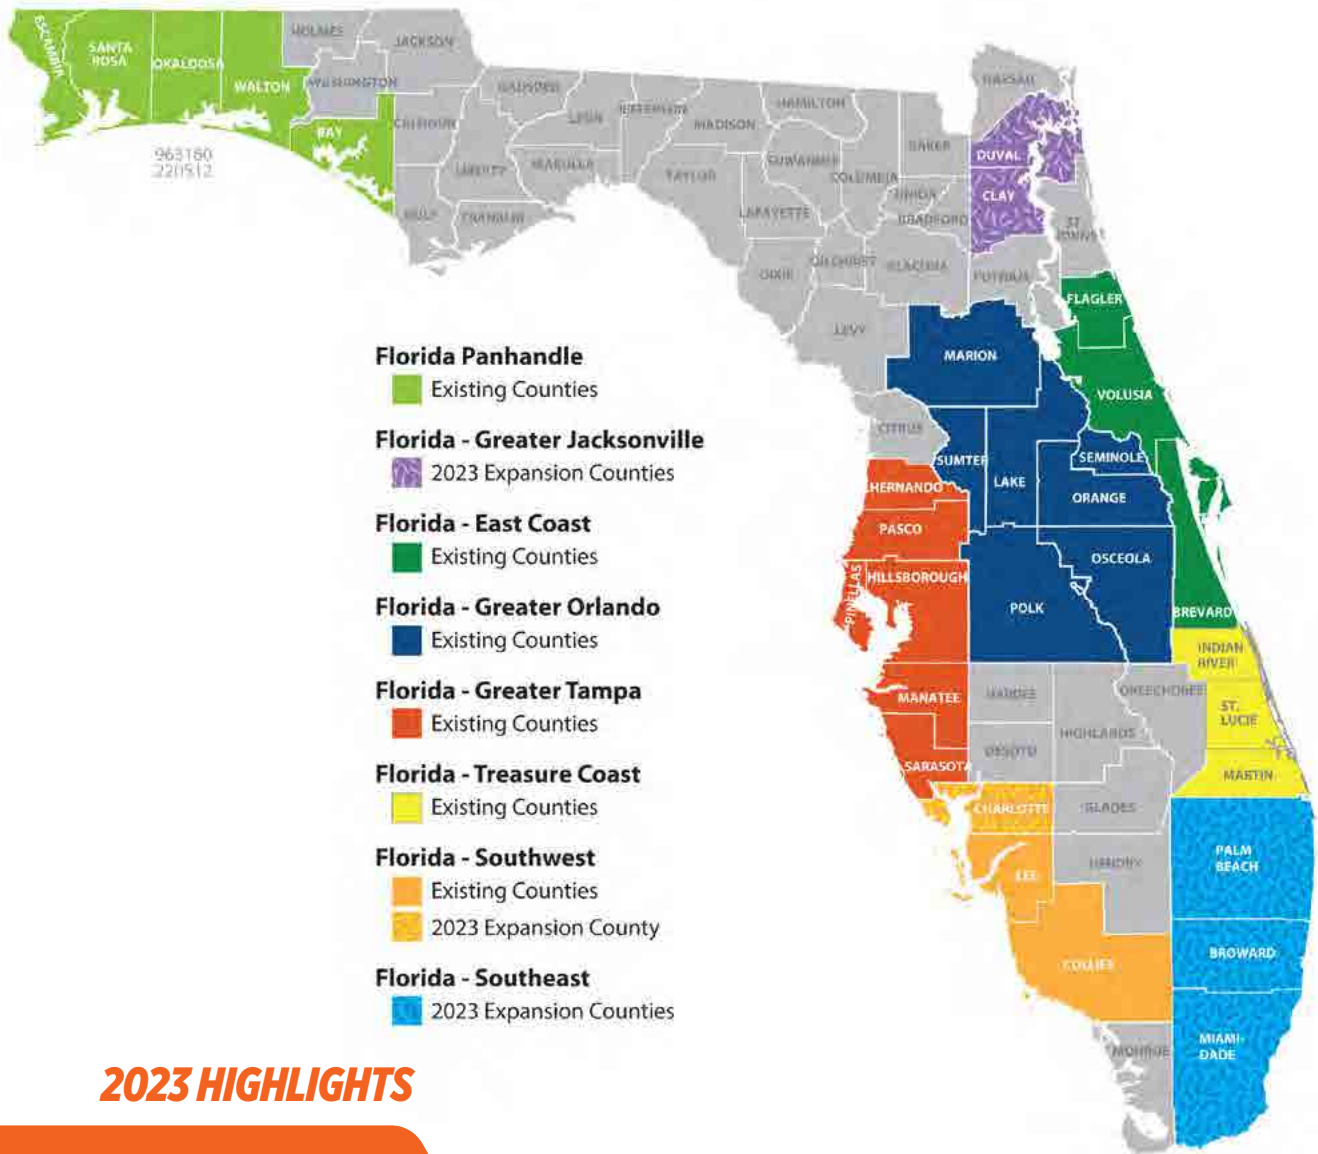 ESCAMBIA
SANTA
ROSA
OKALOOSA
WALTON
HOLMES
JACKSON
WASHINGTON
BAY
963160
220512
CALHOUN
GULF
LIBERTY
FRANKLIN
GADSDEN
LEON
WAKULLA
JEFFERSON
MADISON
TAYLOR
HAMILTON
SUWANNEE
LAFAYETTE
DIXIE
COLUMBIA
GILCHRIST
LEVY
BAKER
UNION
BRADFORD
ALACHUA
NASSAU
DUVAL
CLAY
ST.
JOHNS
PUTNAM
FLAGLER
MARION
VOLUSIA
CITRUS
SUMTER
LAKE
SEMINOLE
ORANGE
HERNANDO
PASCO
OSCEOLA
PINELLAS
HILLSBOROUGH
POLK
BREVARD
INDIAN
RIVER
MANATEE
HARDEE
HIGHLANDS
OKEECHOBEE
ST.
LUCIE
SARASOTA
DESOTO
MARTIN
CHARLOTTE
GLADES
LEE
HENDRY
PALM
BEACH
COLLIER
BROWARD
MONROE
MIAMI-
DADE
Florida Panhandle
Existing Counties
Florida - Greater Jacksonville
2023 Expansion Counties
Florida - East Coast
Existing Counties
Florida - Greater Orlando
Existing Counties
Florida - Greater Tampa
Existing Counties
Florida - Treasure Coast
Existing Counties
Florida - Southwest
Existing Counties
2023 Expansion County
Florida - Southeast
2023 Expansion Counties
2023 HIGHLIGHTS